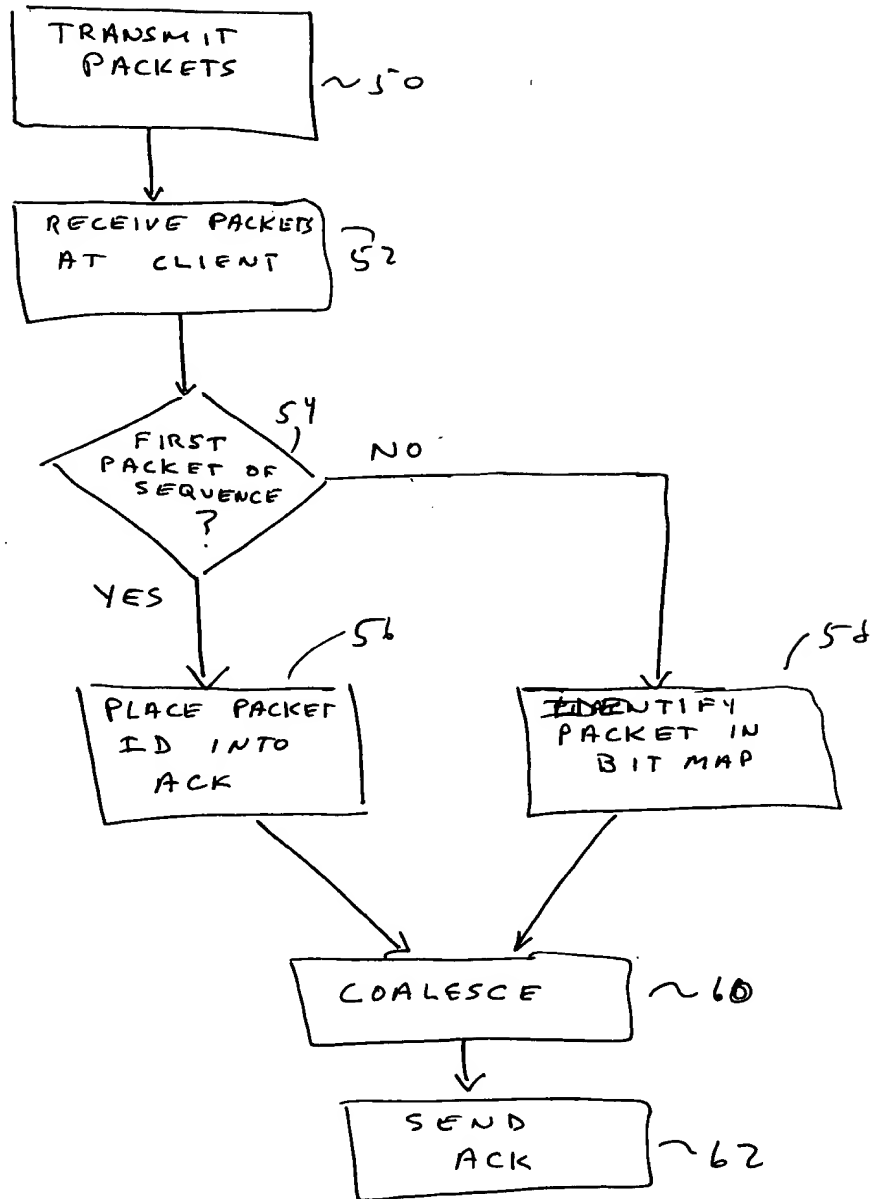 TRANSMIT
PACKETS
~50
RECEIVE PACKETS
AT CLIENT
52
54
FIRST
PACKET OF
SEQUENCE
?
NO
YES
56
58
PLACE PACKET
ID INTO
ACK
IDENTIFY
PACKET IN
BIT MAP
COALESCE
~60
SEND
ACK
~62